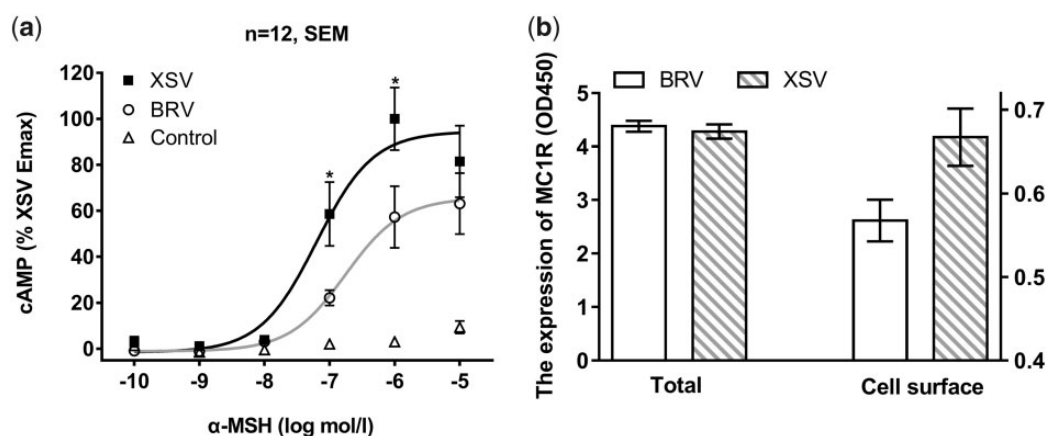 (a)
n=12, SEM
XSV
BRV
Control
cAMP (% XSV Emax)
120
100
80
60
40
20
0
*
*
-10 -9 -8 -7 -6 -5
α-MSH (log mol/l)
(b)
BRV XSV
The expression of MC1R (OD450)
5
4
3
2
1
0
0.7
0.6
0.5
0.4
Total Cell surface